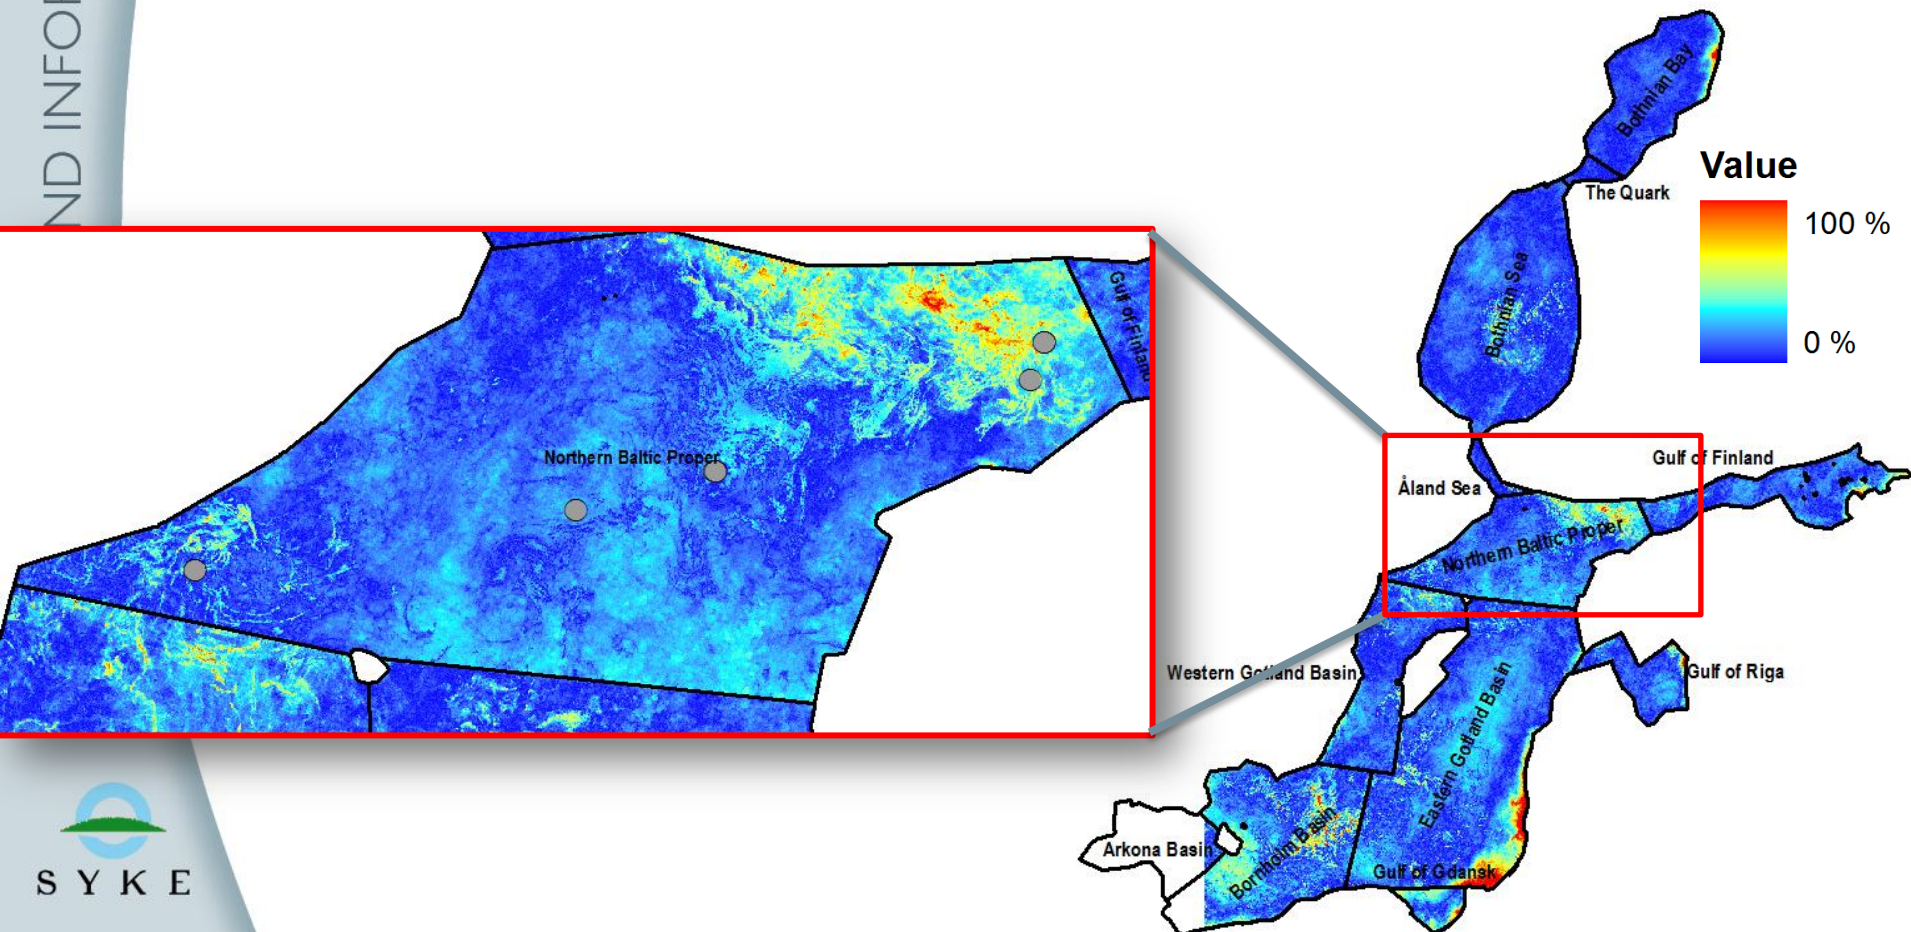 ND INFOR
Bothnian Bay
Value
The Quark
100 %
Bothnian Sea
0 %
Gulf of Finland
Northern Baltic Proper
Gulf of Finland
Åland Sea
Northern Baltic Proper
Western Gotland Basin
Gulf of Riga
Eastern Gotland Basin
Arkona Basin
Bornholm Basin
Gulf of Gdansk
SYKE